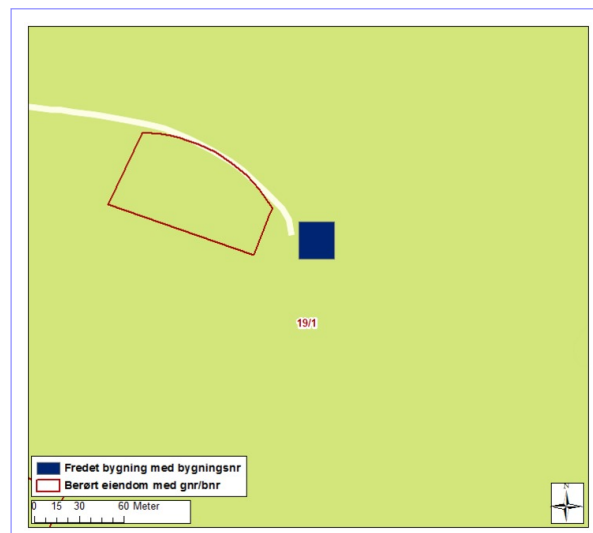 19/1
Fredet bygning med bygningsnr
Berørt eiendom med gnr/bnr
0 15 30 60 Meter
N